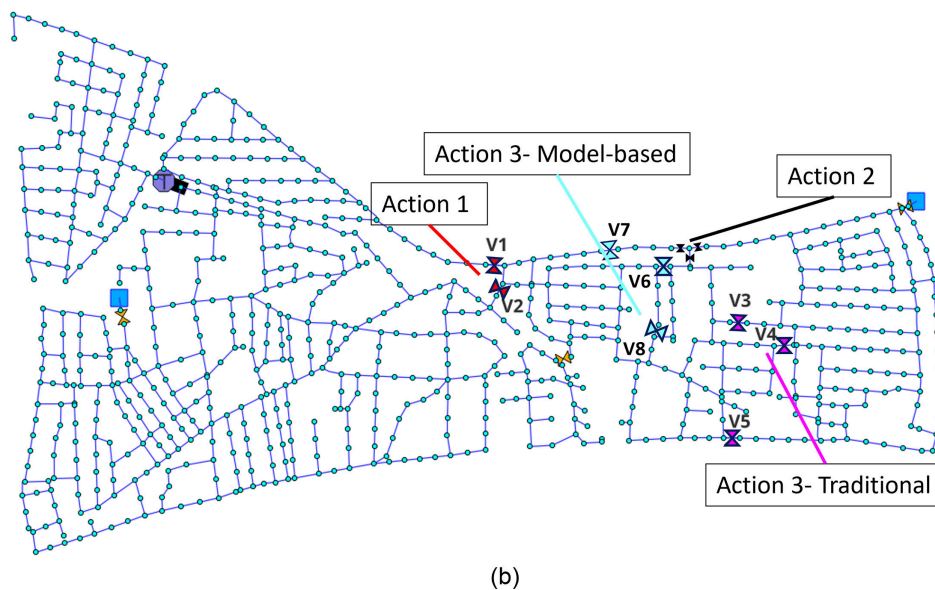 Action 3- Model-based
Action 2
Action 1
V7
V1
V6
V2
V3
V4
V8
V5
Action 3- Traditional
T
(b)